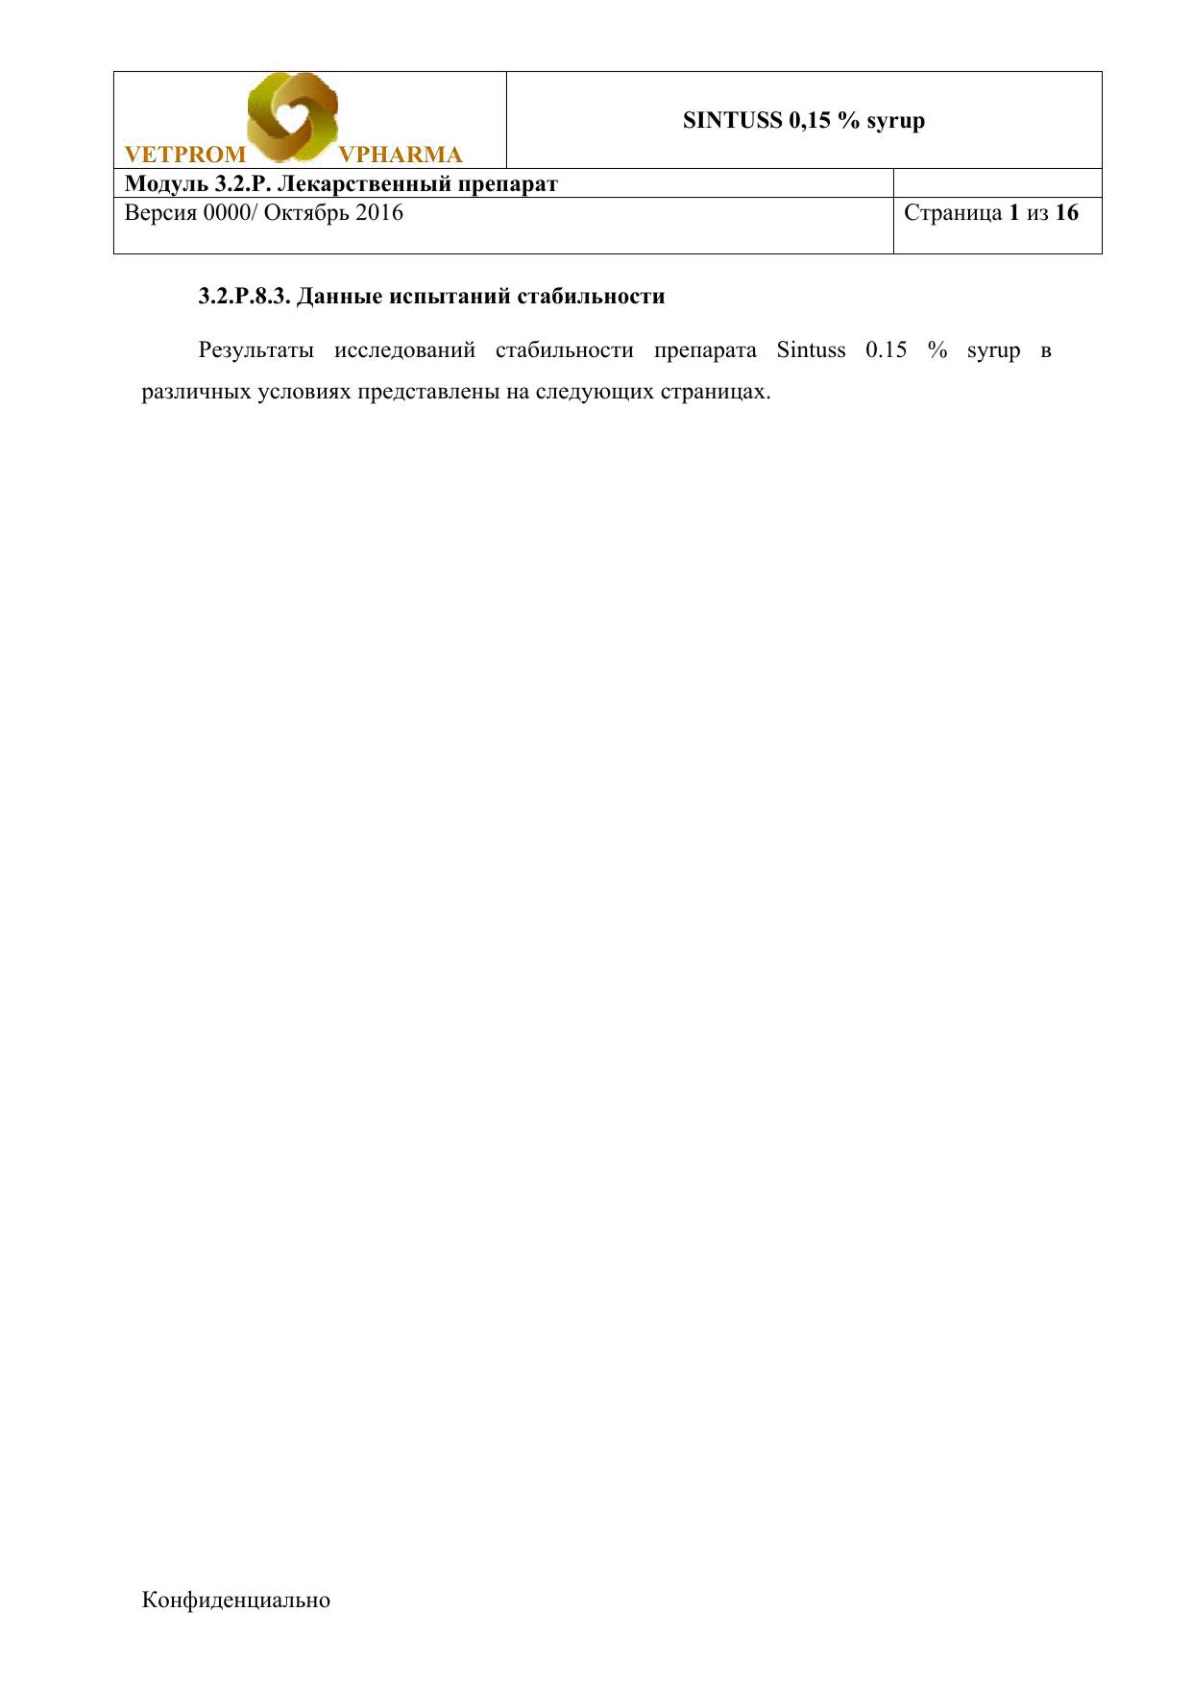 VETPROM VPHARMA
SINTUSS 0,15 % syrup
Модуль 3.2.P. Лекарственный препарат
Версия 0000/ Октябрь 2016
Страница 1 из 16
3.2.P.8.3. Данные испытаний стабильности
Результаты исследований стабильности препарата Sintuss 0.15 % syrup в
различных условиях представлены на следующих страницах.
Конфиденциально